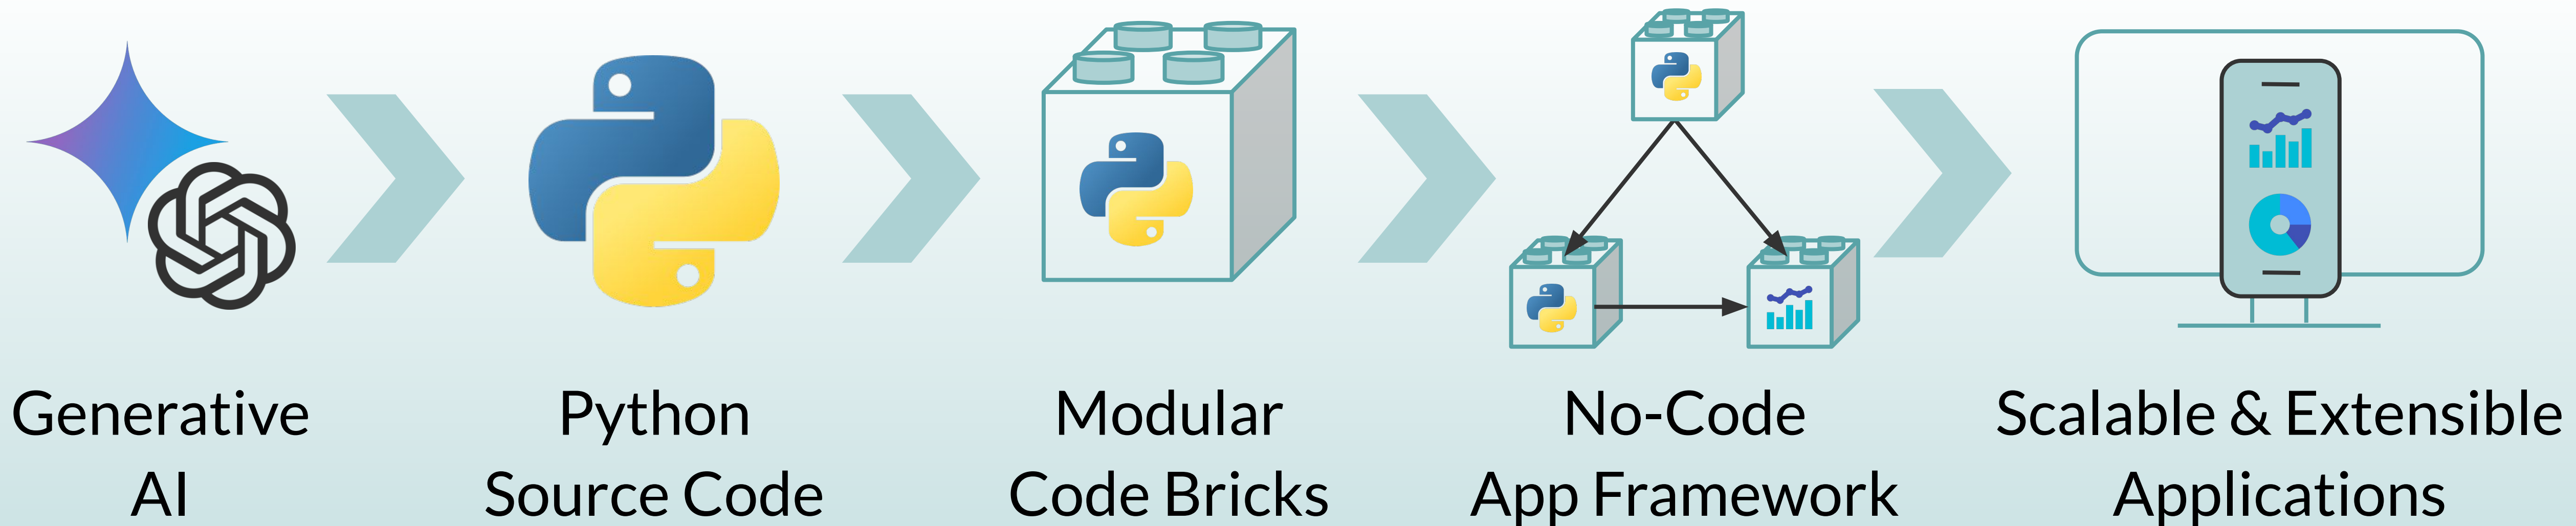 Generative
AI
Python
Source Code
Modular
Code Bricks
No-Code
App Framework
Scalable & Extensible
Applications